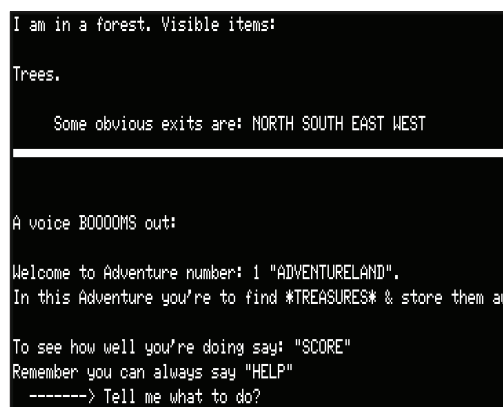 I am in a forest. Visible items:
Trees.
Some obvious exits are: NORTH SOUTH EAST WEST
A voice BOOOOMS out:
Welcome to Adventure number: 1 "ADVENTURELAND".
In this Adventure you're to find *TREASURES* & store them
To see how well you're doing say: "SCORE"
Remember you can always say "HELP"
-------> Tell me what to do?